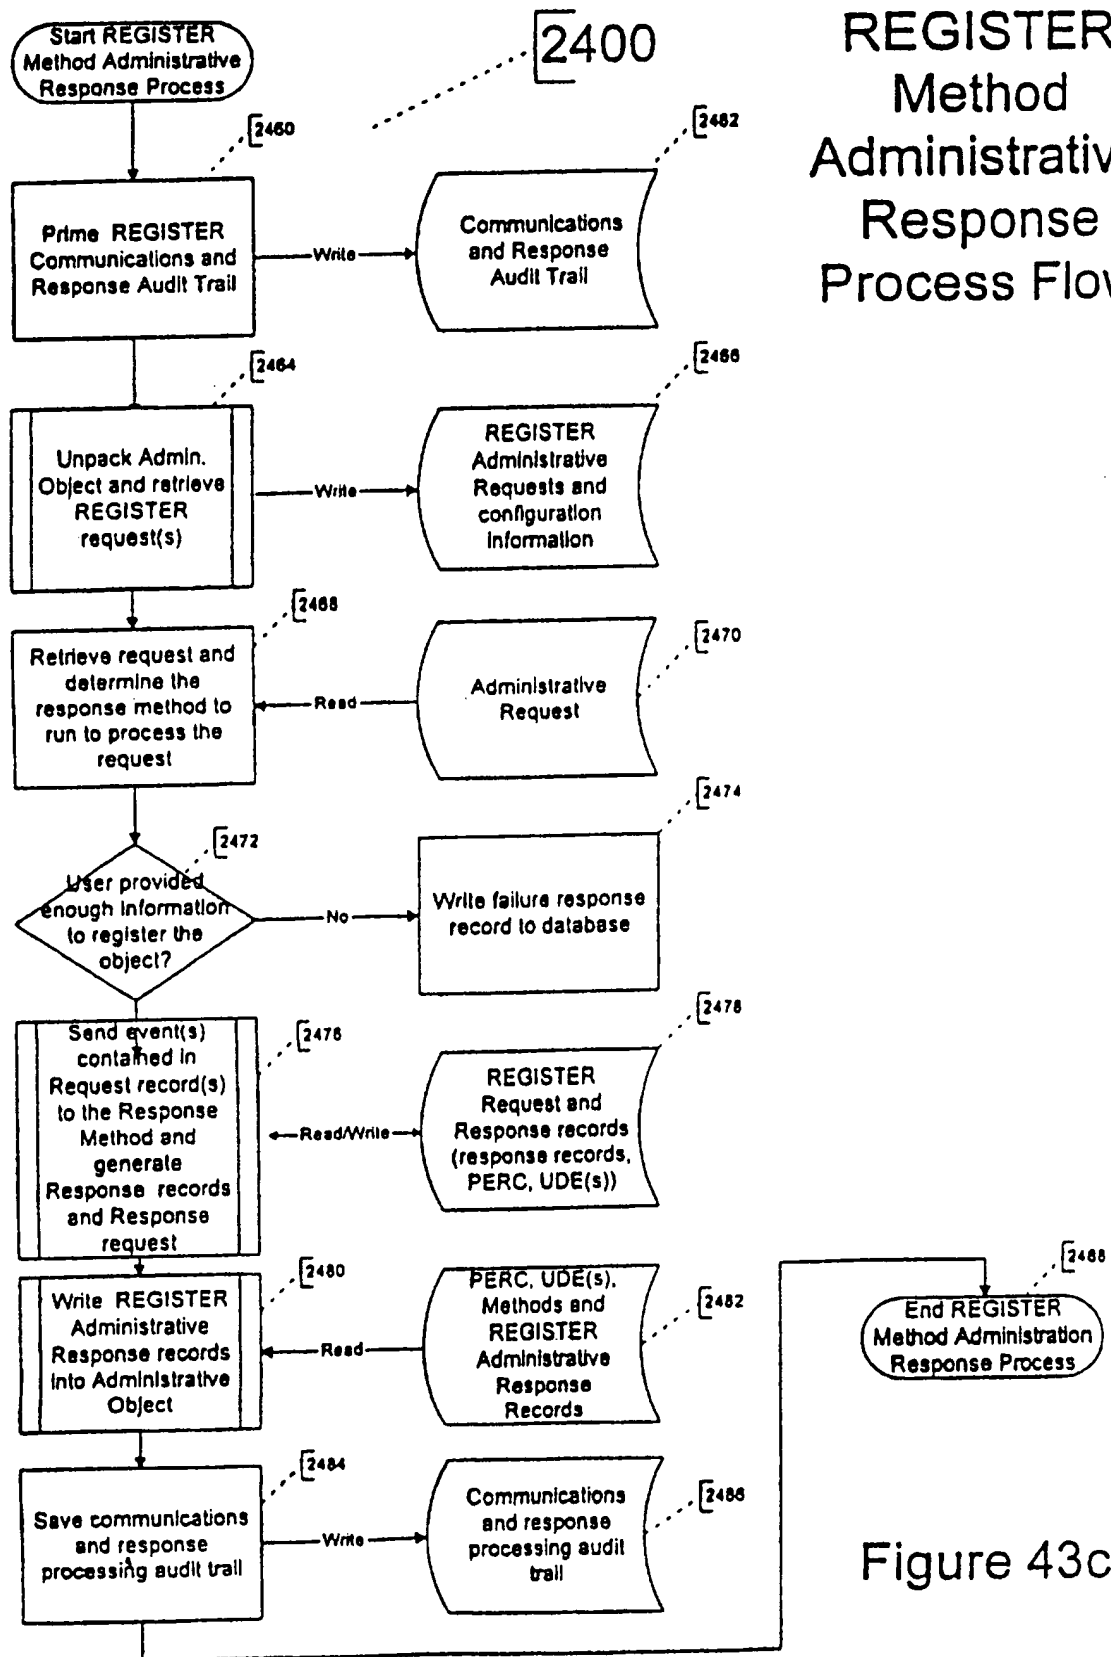 REGISTER
Method
Administrativ
Response
Process Flow
2400
Start REGISTER
Method Administrative
Response Process
2460
Prime REGISTER
Communications and
Response Audit Trail
Write
2462
Communications
and Response
Audit Trail
2464
Unpack Admin.
Object and retrieve
REGISTER
request(s)
Write
2466
REGISTER
Administrative
Requests and
configuration
information
2468
Retrieve request and
determine the
response method to
run to process the
request
Read
2470
Administrative
Request
2472
User provided
enough information
to register the
object?
No
2474
Write failure response
record to database
2476
Send event(s)
contained in
Request record(s)
to the Response
Method and
generate
Response records
and Response
request
Read/Write
2478
REGISTER
Request and
Response records
(response records,
PERC, UDE(s))
2480
Write REGISTER
Administrative
Response records
into Administrative
Object
Read
2482
PERC, UDE(s),
Methods and
REGISTER
Administrative
Response
Records
2484
Save communications
and response
processing audit trail
Write
2486
Communications
and response
processing audit
trail
2488
End REGISTER
Method Administration
Response Process
Figure 43c